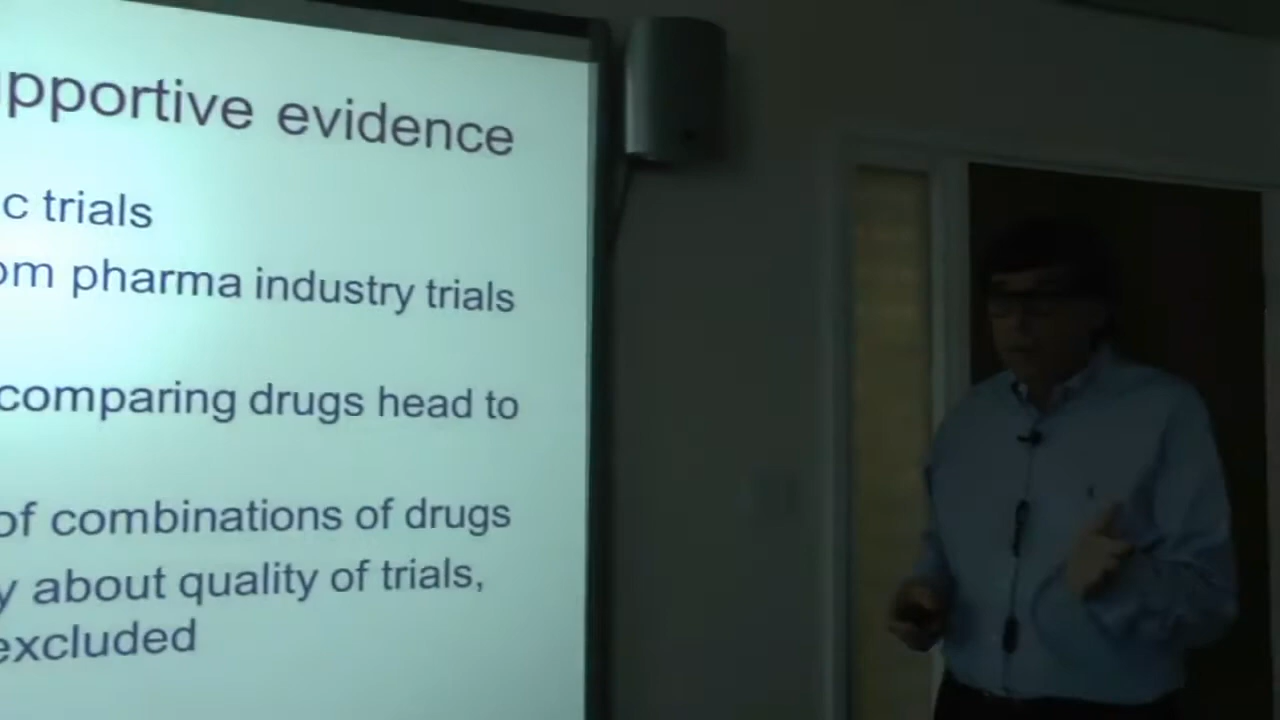 pportive evidence
c trials
om pharma industry trials
comparing drugs head to
of combinations of drugs
y about quality of trials,
excluded